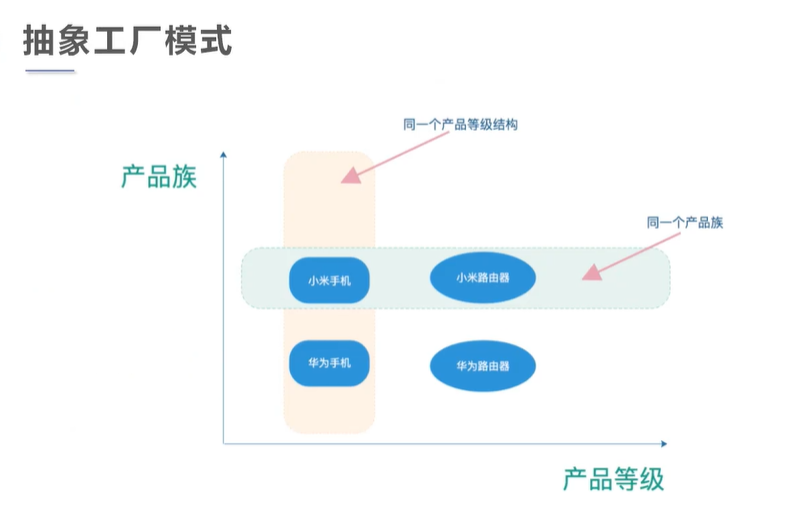 抽象工厂模式
同一个产品等级结构
产品族
同一个产品族
小米手机
小米路由器
华为手机
华为路由器
产品等级